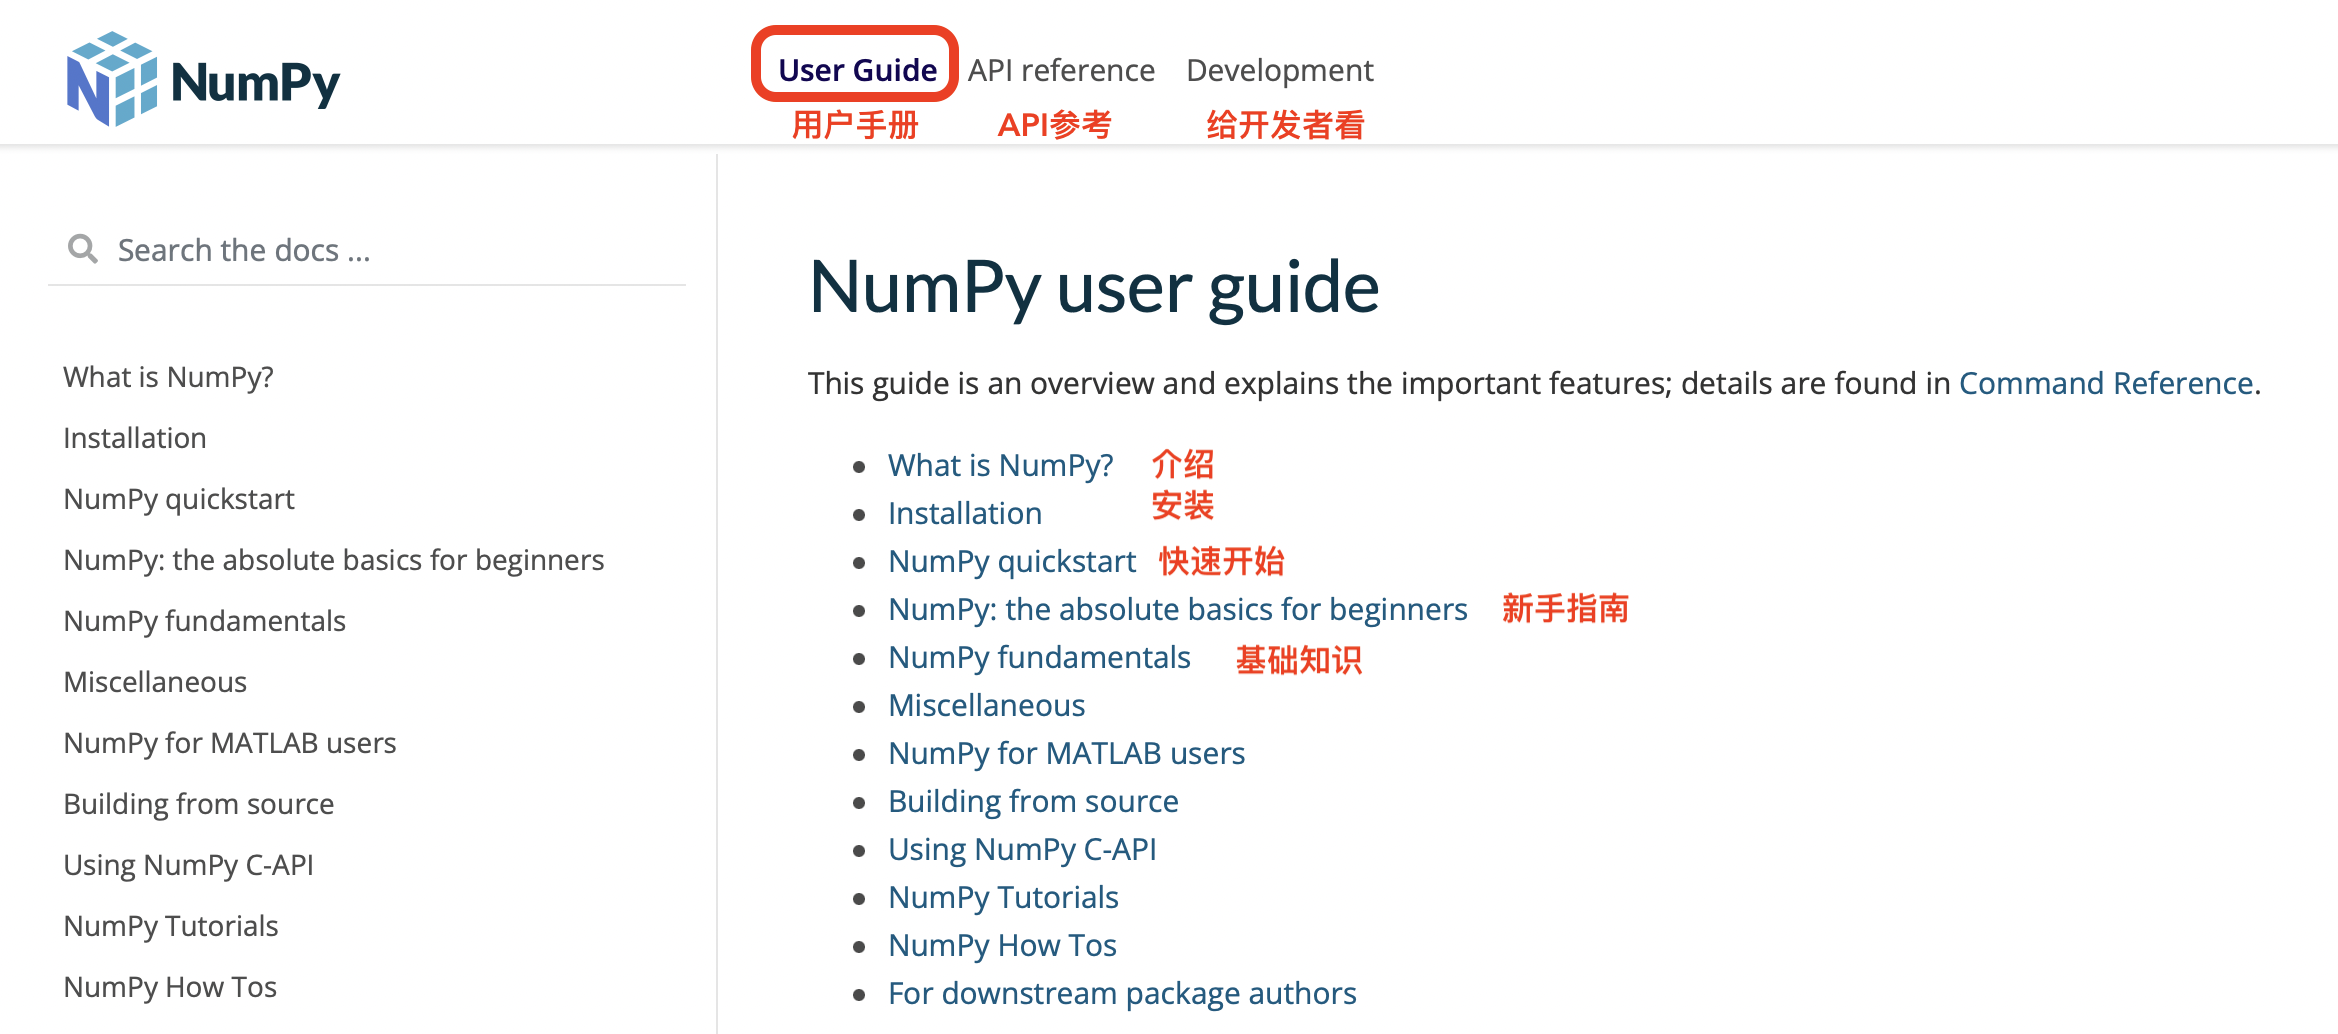 NumPy
User Guide API reference Development
用户手册 API参考 给开发者看
Search the docs ...
What is NumPy?
Installation
NumPy quickstart
NumPy: the absolute basics for beginners
NumPy fundamentals
Miscellaneous
NumPy for MATLAB users
Building from source
Using NumPy C-API
NumPy Tutorials
NumPy How Tos
NumPy user guide
This guide is an overview and explains the important features; details are found in Command Reference.
• What is NumPy? 介绍
• Installation 安装
• NumPy quickstart 快速开始
• NumPy: the absolute basics for beginners 新手指南
• NumPy fundamentals 基础知识
• Miscellaneous
• NumPy for MATLAB users
• Building from source
• Using NumPy C-API
• NumPy Tutorials
• NumPy How Tos
• For downstream package authors